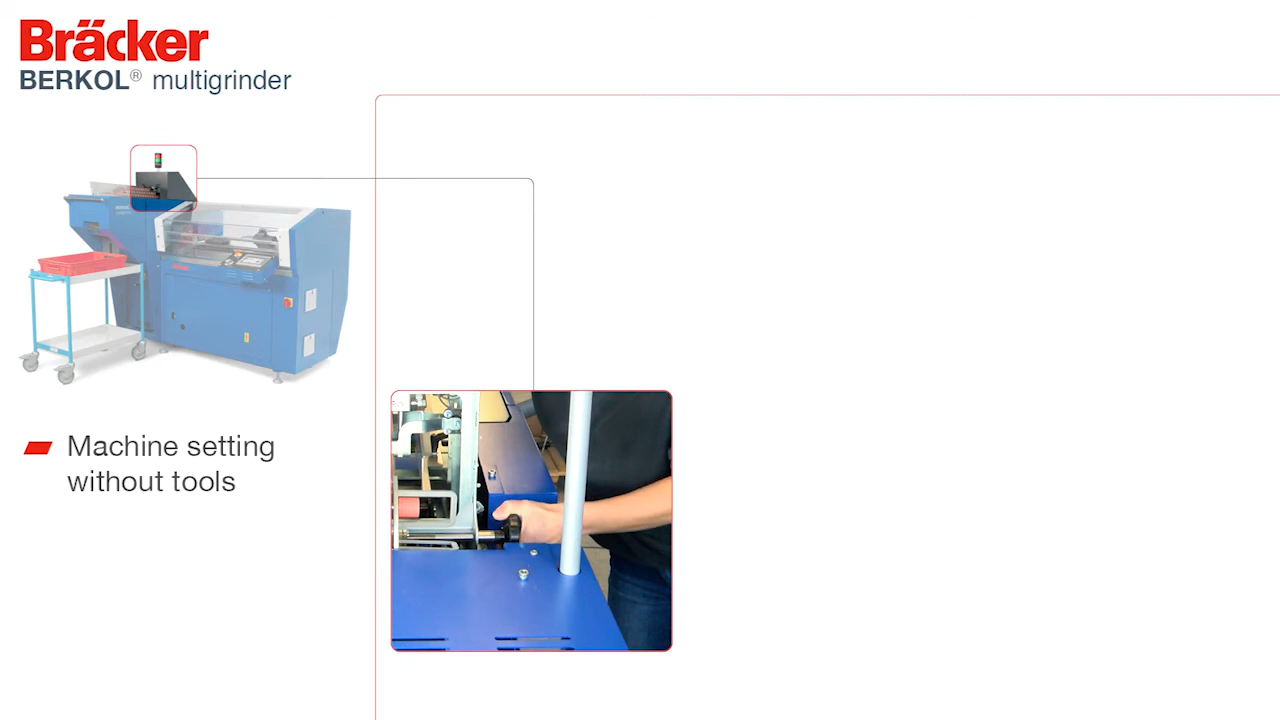 Bräcker
BERKOL® multigrinder
Machine setting
without tools